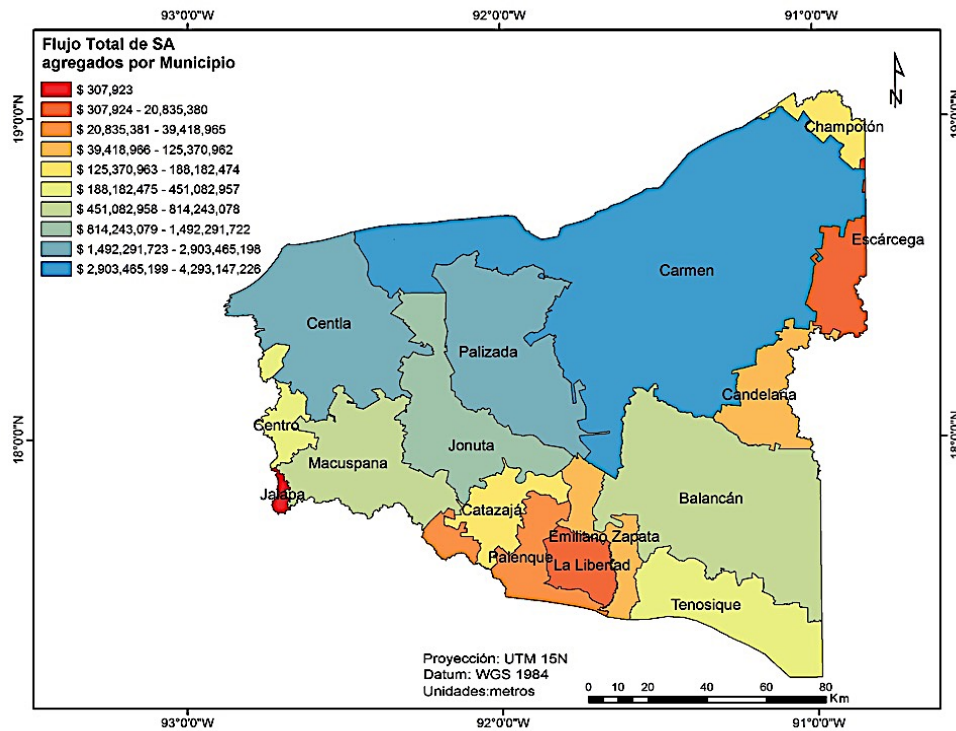 93°0'0"W
92°0'0"W
91°0'0"W
Flujo Total de SA
agregados por Municipio
$ 307,923
$ 307,924 - 20,835,380
$ 20,835,381 - 39,418,965
$ 39,418,966 - 125,370,962
$ 125,370,963 - 188,182,474
$ 188,182,475 - 451,082,957
$ 451,082,958 - 814,243,078
$ 814,243,079 - 1,492,291,722
$ 1,492,291,723 - 2,903,465,198
$ 2,903,465,199 - 4,293,147,226
N
19°0'0"N
19°0'0"N
Champotón
Escárcega
Carmen
Centla
Palizada
Candelaria
Centro
18°0'0"N
18°0'0"N
Jonuta
Macuspana
Jalapa
Balancán
Catazajá
Emiliano Zapata
Palenque
La Libertad
Tenosique
Proyección: UTM 15N
Datum: WGS 1984
Unidades:metros
0 5 10 20 40 60 80
Km
93°0'0"W
92°0'0"W
91°0'0"W